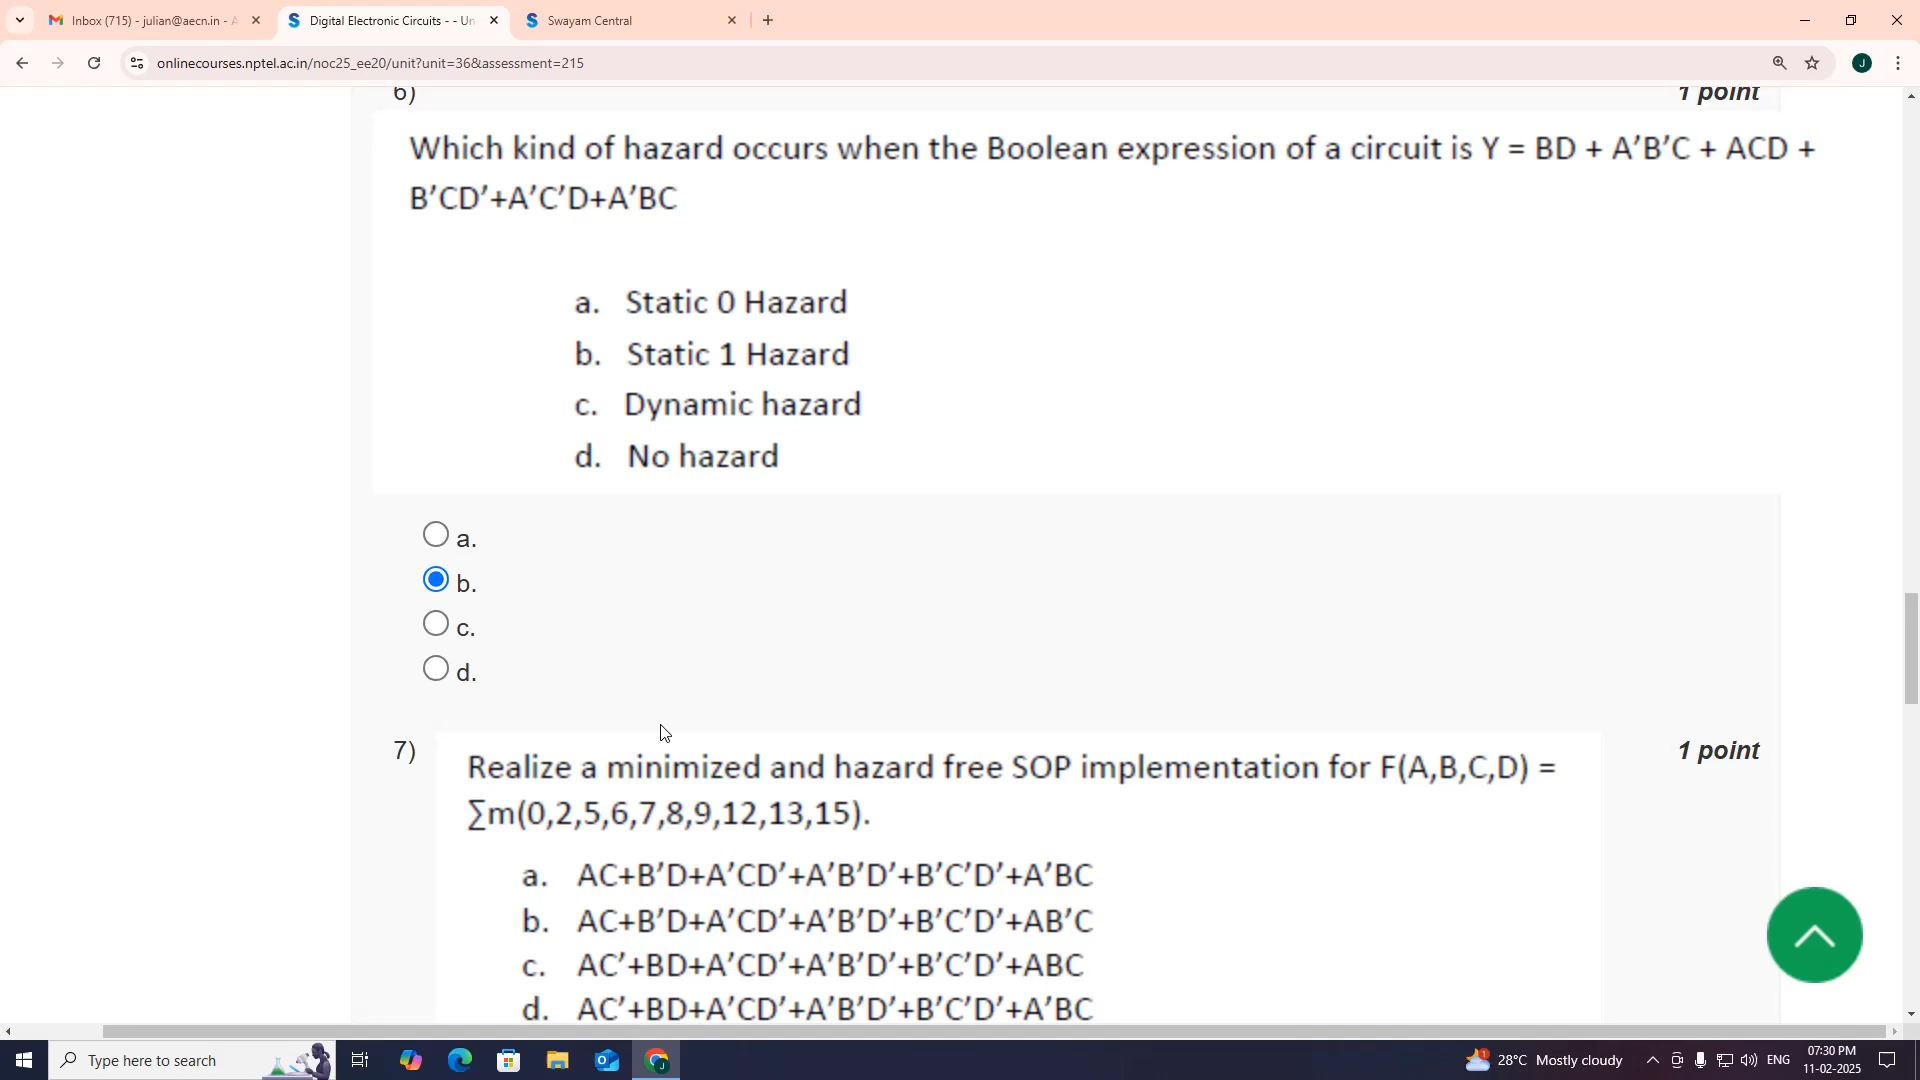 Inbox (715) - julian@aecn.in - A
Digital Electronic Circuits - - Un
Swayam Central
onlinecourses.nptel.ac.in/noc25_ee20/unit?unit=36&assessment=215
J
6)
1 point
Which kind of hazard occurs when the Boolean expression of a circuit is Y = BD + A′B′C + ACD +
B′CD′+A′C′D+A′BC
a. Static 0 Hazard
b. Static 1 Hazard
c. Dynamic hazard
d. No hazard
a.
b.
c.
d.
7)
1 point
Realize a minimized and hazard free SOP implementation for F(A,B,C,D) =
∑m(0,2,5,6,7,8,9,12,13,15).
a. AC+B′D+A′CD′+A′B′D′+B′C′D′+A′BC
b. AC+B′D+A′CD′+A′B′D′+B′C′D′+AB′C
c. AC′+BD+A′CD′+A′B′D′+B′C′D′+ABC
d. AC′+BD+A′CD′+A′B′D′+B′C′D′+A′BC
Type here to search
28°C Mostly cloudy
ENG
07:30 PM
11-02-2025